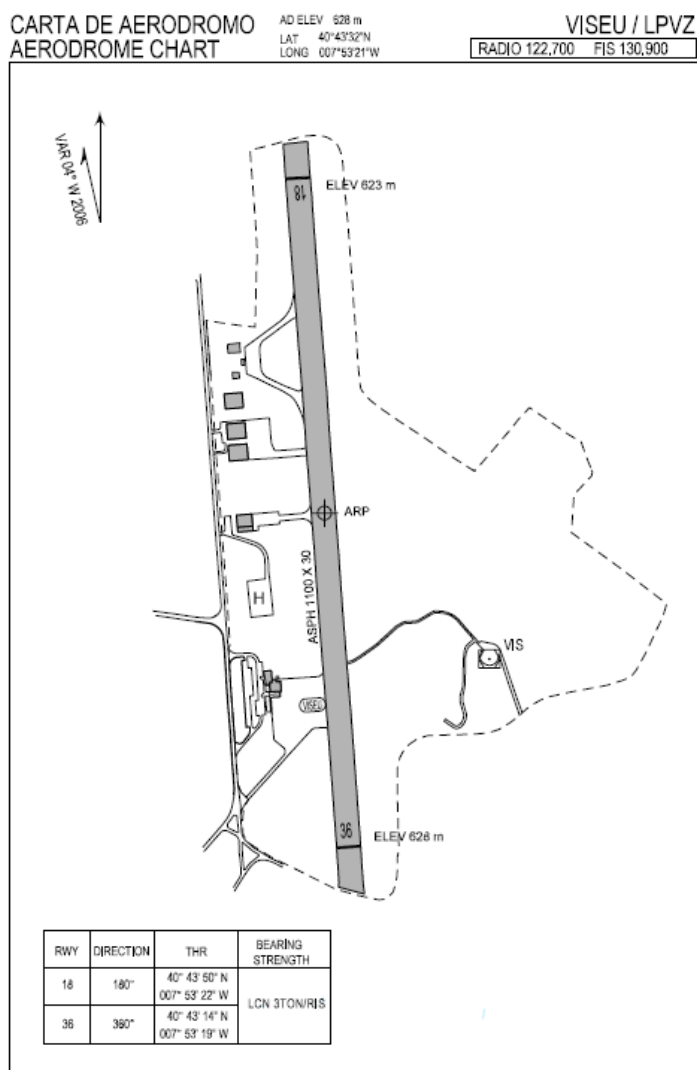 CARTA DE AERODROMO
AERODROME CHART
AD ELEV 628 m
LAT 40°43'32"N
LONG 007°53'21"W
VISEU / LPVZ
RADIO 122,700 FIS 130,900
VAR 04° W 2006
18
ELEV 623 m
ARP
ASPH 1100 X 30
H
VIS
VISEU
36
ELEV 628 m
RWY DIRECTION THR BEARING STRENGTH
18 180° 40° 43' 50" N
007° 53' 22" W
LCN 3TON/RIS
36 360° 40° 43' 14" N
007° 53' 19" W